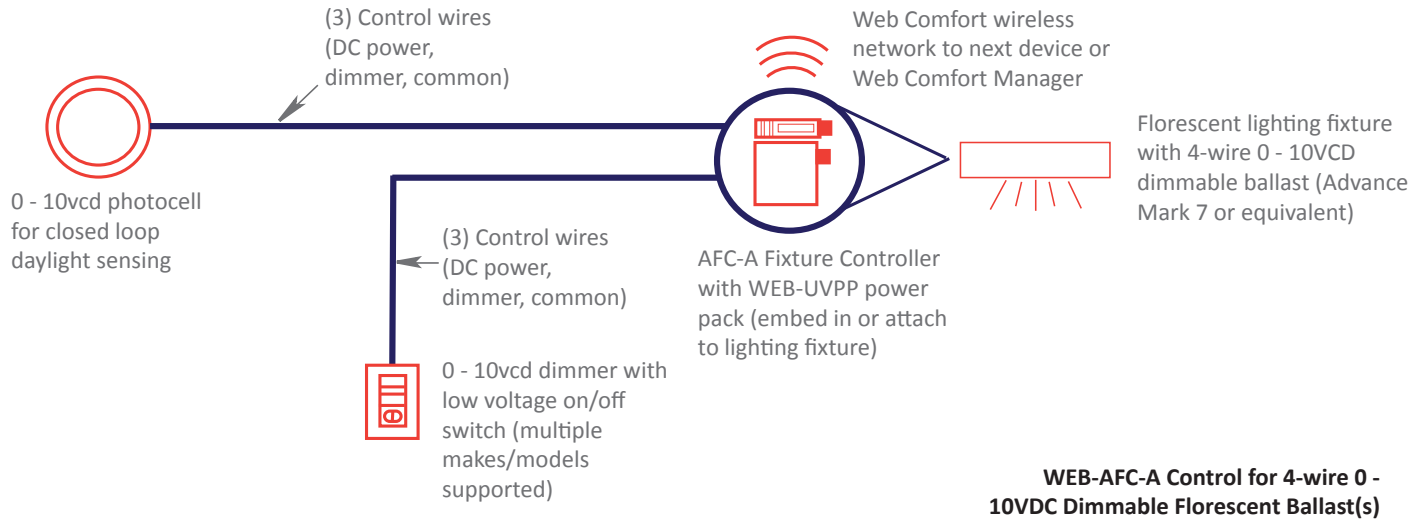 (3) Control wires
(DC power,
dimmer, common)
Web Comfort wireless
network to next device or
Web Comfort Manager
Florescent lighting fixture
with 4-wire 0 - 10VCD
dimmable ballast (Advance
Mark 7 or equivalent)
0 - 10vcd photocell
for closed loop
daylight sensing
(3) Control wires
(DC power,
dimmer, common)
AFC-A Fixture Controller
with WEB-UVPP power
pack (embed in or attach
to lighting fixture)
0 - 10vcd dimmer with
low voltage on/off
switch (multiple
makes/models
supported)
WEB-AFC-A Control for 4-wire 0 -
10VDC Dimmable Florescent Ballast(s)